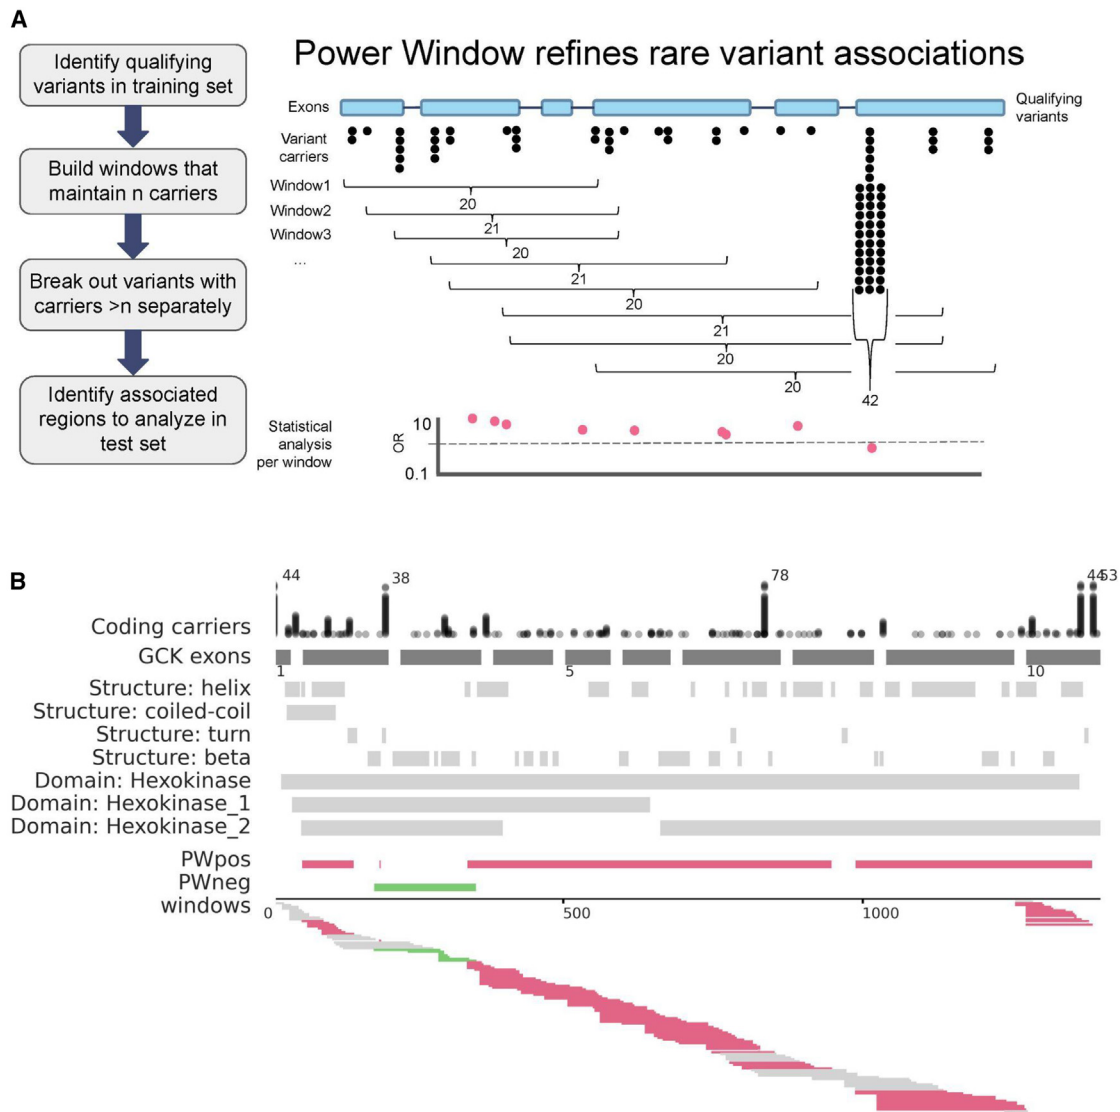 A
Power Window refines rare variant associations
Identify qualifying
variants in training set
Build windows that
maintain n carriers
Break out variants with
carriers >n separately
Identify associated
regions to analyze in
test set
Exons
Qualifying
variants
Variant
carriers
Window1
20
Window2
21
Window3
20
...
21
20
21
20
20
42
Statistical
analysis
per window
OR
10
0.1
B
44
38
78
44
53
Coding carriers
GCK exons
1
5
10
Structure: helix
Structure: coiled-coil
Structure: turn
Structure: beta
Domain: Hexokinase
Domain: Hexokinase_1
Domain: Hexokinase_2
PWpos
PWneg
windows
0
500
1000